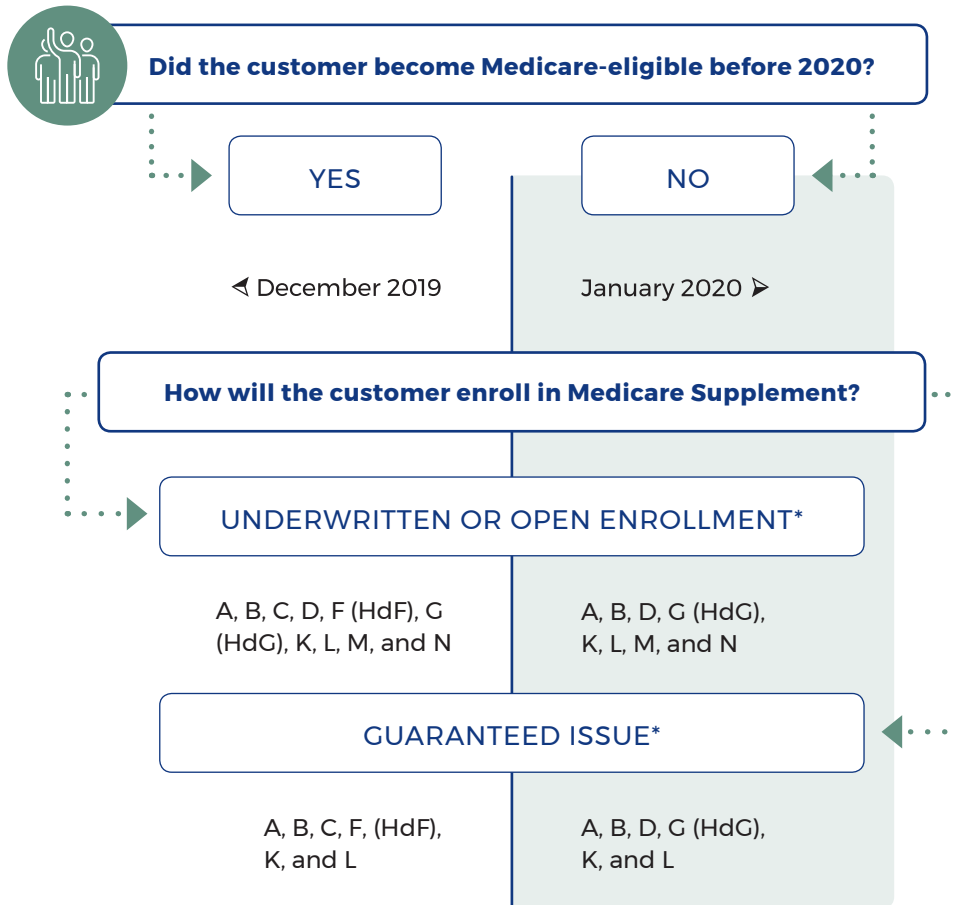 Did the customer become Medicare-eligible before 2020?
YES
NO
December 2019
January 2020
How will the customer enroll in Medicare Supplement?
UNDERWRITTEN OR OPEN ENROLLMENT*
A, B, C, D, F (HdF), G
(HdG), K, L, M, and N
A, B, D, G (HdG),
K, L, M, and N
GUARANTEED ISSUE*
A, B, C, F, (HdF),
K, and L
A, B, D, G (HdG),
K, and L